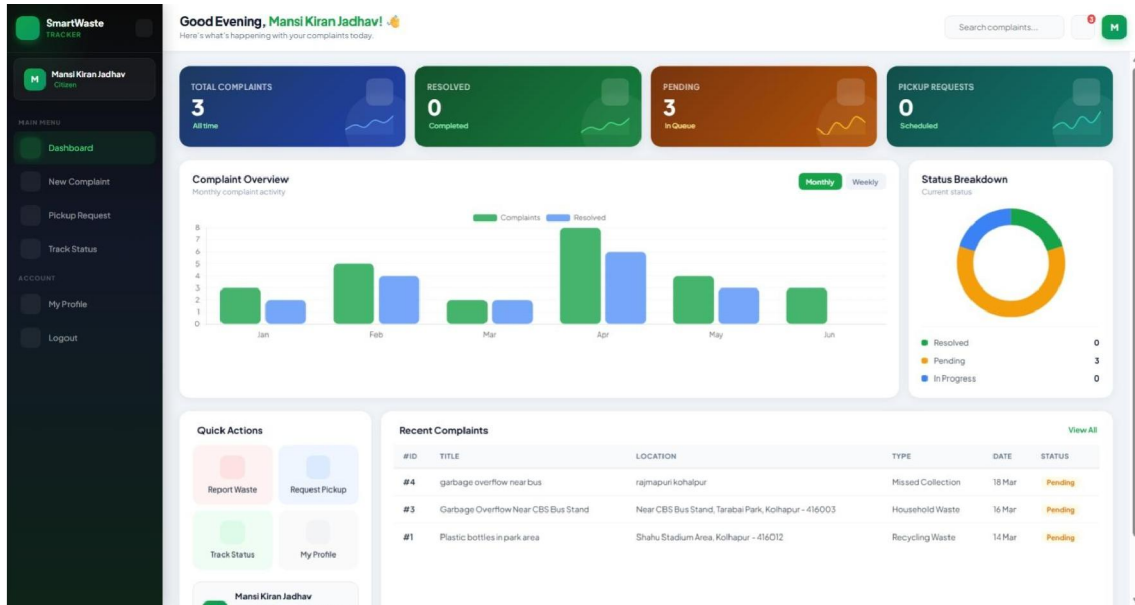 SmartWaste
TRACKER
M
Mansi Kiran Jadhav
Citizen
MAIN MENU
Dashboard
New Complaint
Pickup Request
Track Status
ACCOUNT
My Profile
Logout
Good Evening, Mansi Kiran Jadhav! 👋
Here's what's happening with your complaints today.
Search complaints...
3
M
TOTAL COMPLAINTS
3
All time
RESOLVED
0
Completed
PENDING
3
In Queue
PICKUP REQUESTS
0
Scheduled
Complaint Overview
Monthly complaint activity
Monthly Weekly
Complaints Resolved
8
7
6
5
4
3
2
1
0
Jan Feb Mar Apr May Jun
Status Breakdown
Current status
Resolved 0
Pending 3
In Progress 0
Quick Actions
Report Waste Request Pickup
Track Status My Profile
Mansi Kiran Jadhav
Recent Complaints View All
#ID TITLE LOCATION TYPE DATE STATUS
#4 garbage overflow near bus rajmapuri kohalpur Missed Collection 18 Mar Pending
#3 Garbage Overflow Near CBS Bus Stand Near CBS Bus Stand, Tarabai Park, Kolhapur - 416003 Household Waste 16 Mar Pending
#1 Plastic bottles in park area Shahu Stadium Area, Kolhapur - 416012 Recycling Waste 14 Mar Pending